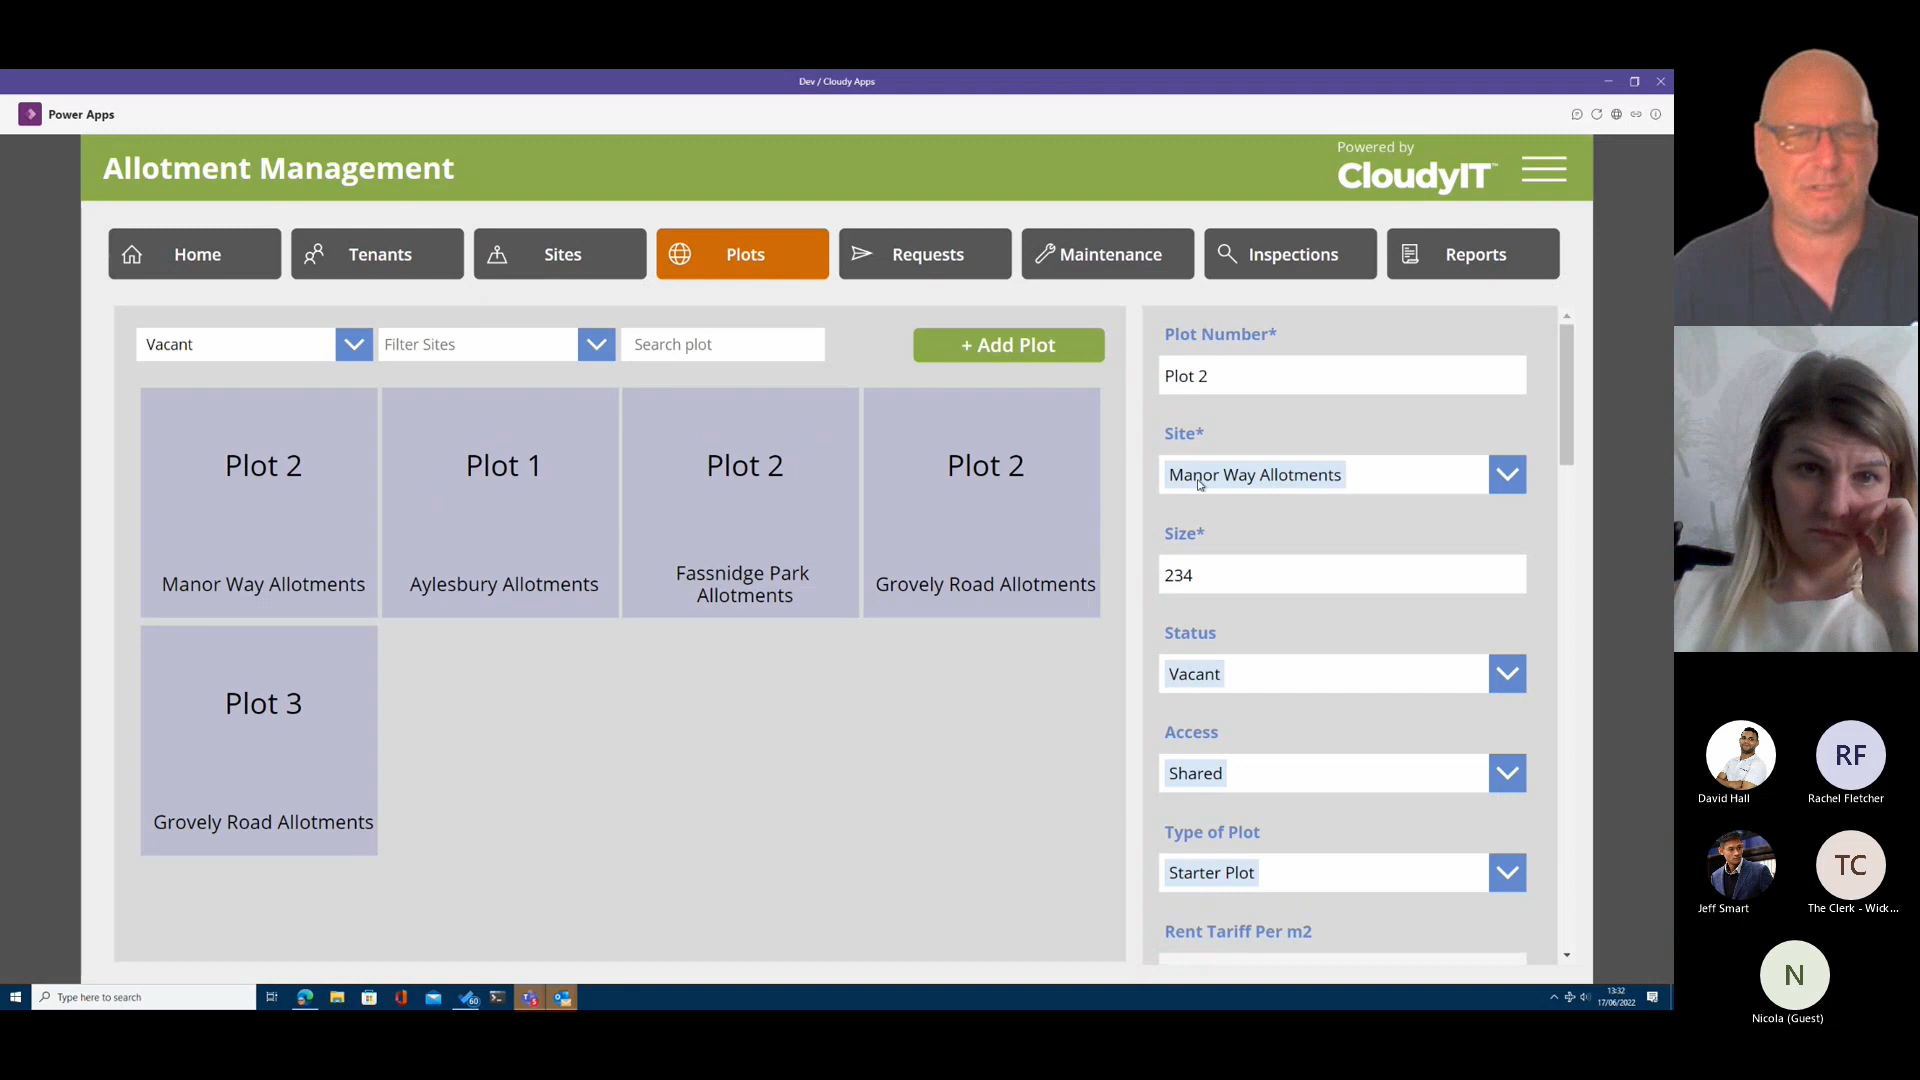 Dev / Cloudy Apps
Power Apps
Allotment Management
Powered by
CloudyIT™
Home
Tenants
Sites
Plots
Requests
Maintenance
Inspections
Reports
Vacant
Filter Sites
Search plot
+ Add Plot
Plot 2
Manor Way Allotments
Plot 1
Aylesbury Allotments
Plot 2
Fassnidge Park
Allotments
Plot 2
Grovely Road Allotments
Plot 3
Grovely Road Allotments
Plot Number*
Plot 2
Site*
Manor Way Allotments
Size*
234
Status
Vacant
Access
Shared
Type of Plot
Starter Plot
Rent Tariff Per m2
Type here to search
60
13:32
17/06/2022
David Hall
RF
Rachel Fletcher
Jeff Smart
TC
The Clerk - Wick...
N
Nicola (Guest)